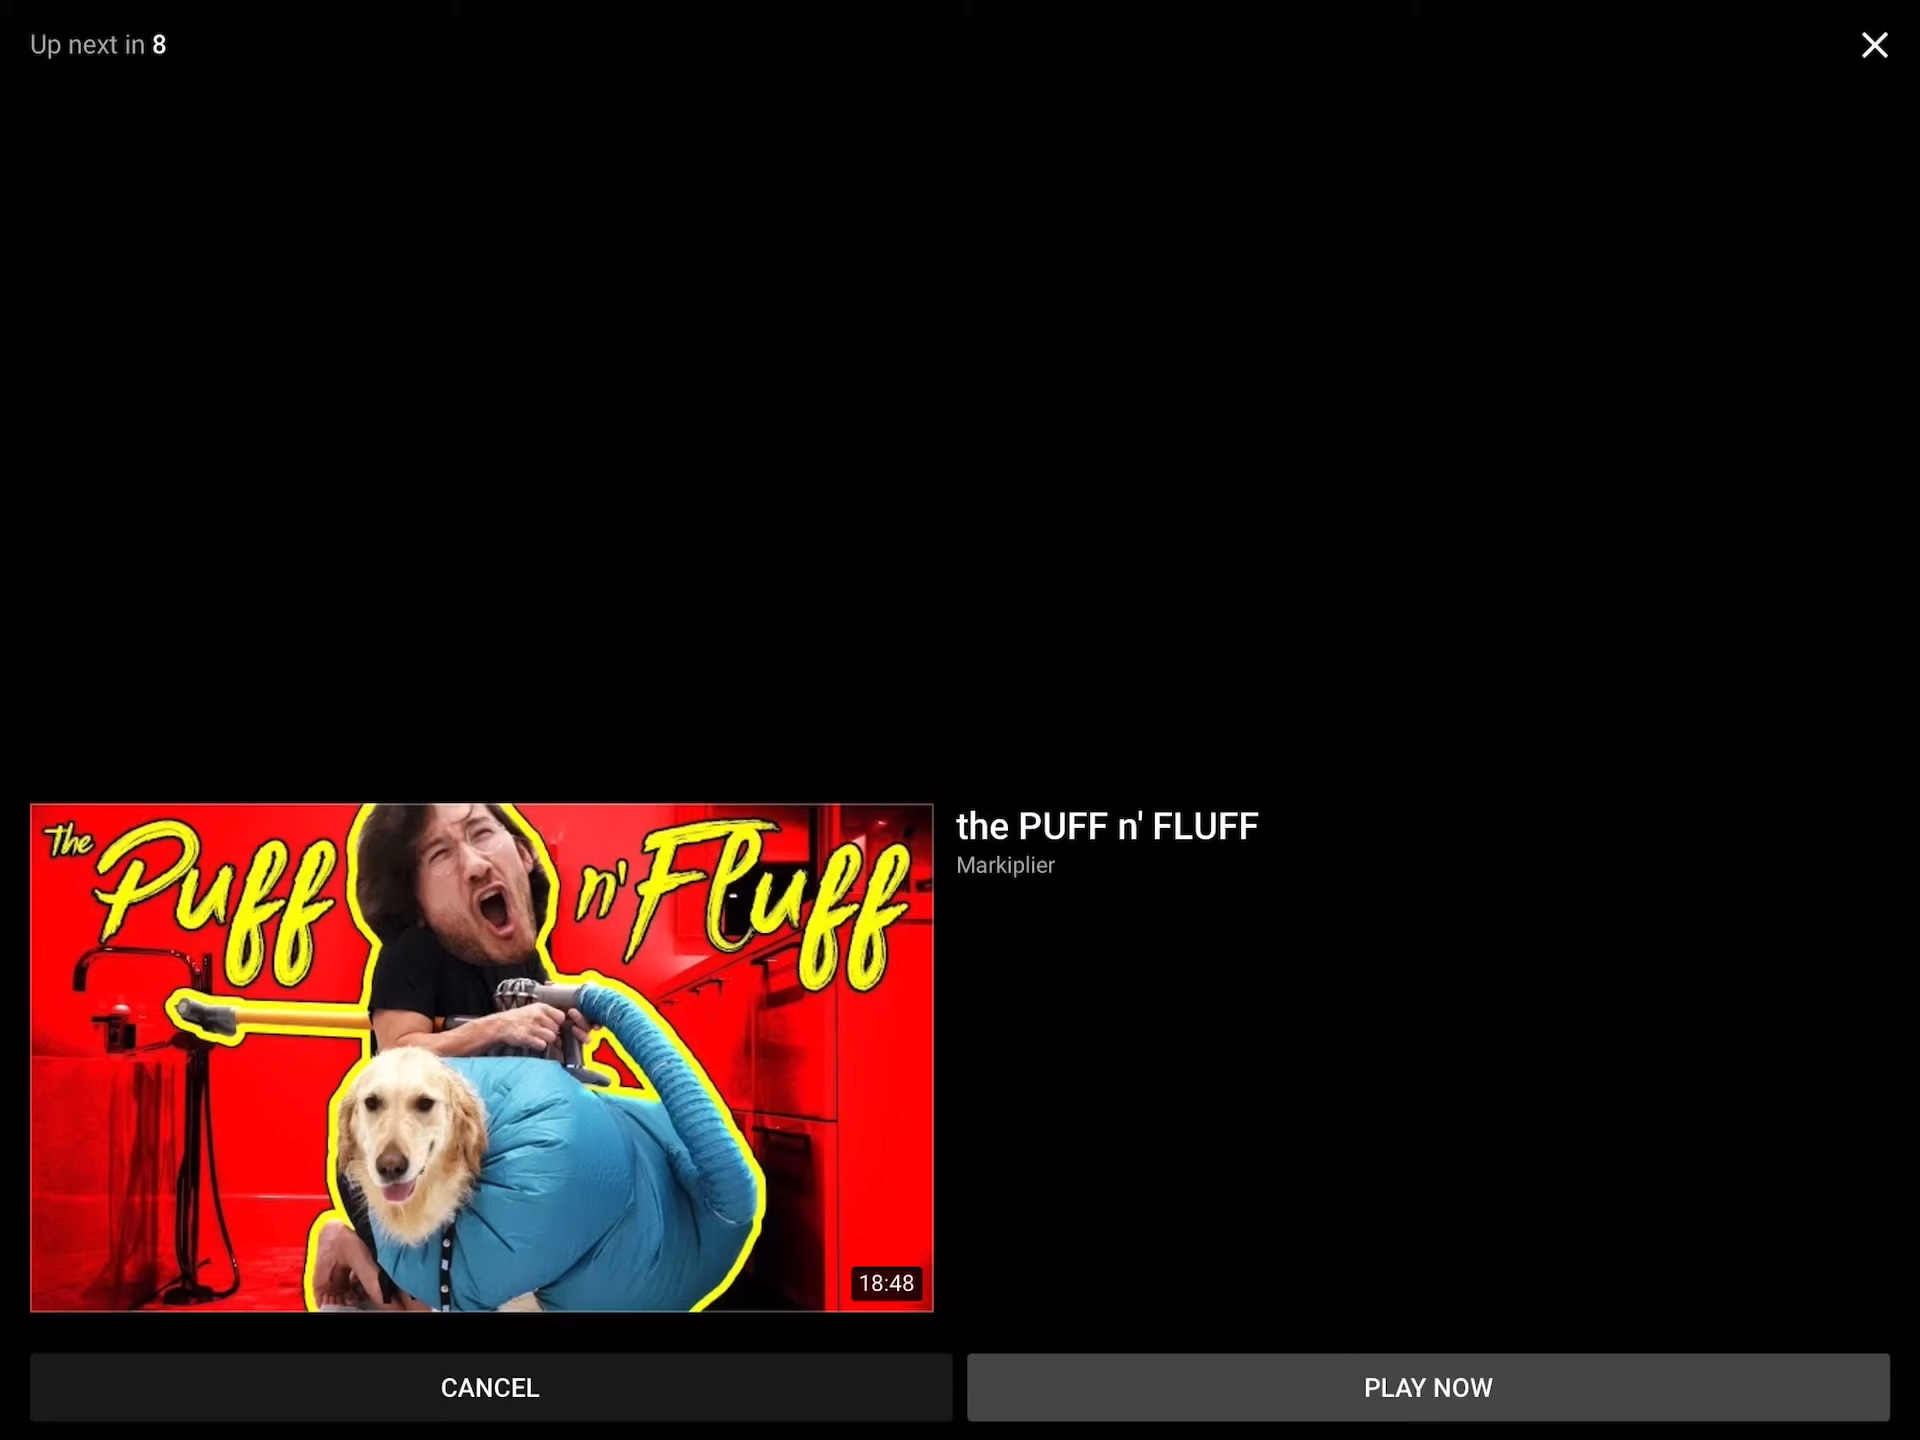 Up next in 8
The Puff n' Fluff
the PUFF n' FLUFF
Markiplier
18:48
CANCEL
PLAY NOW